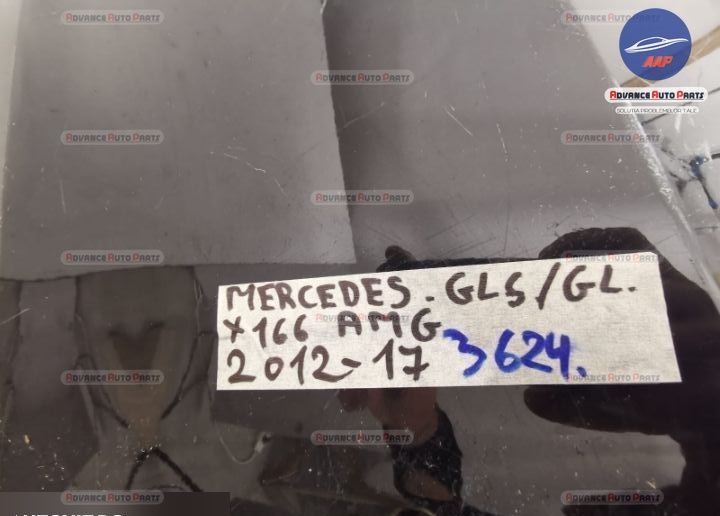 AAP
ADVANCE AUTO PARTS
SOLUTIA PROBLEMELOR TALE
MERCEDES. GLS/GL.
X166 AMG
2012-17 3624.